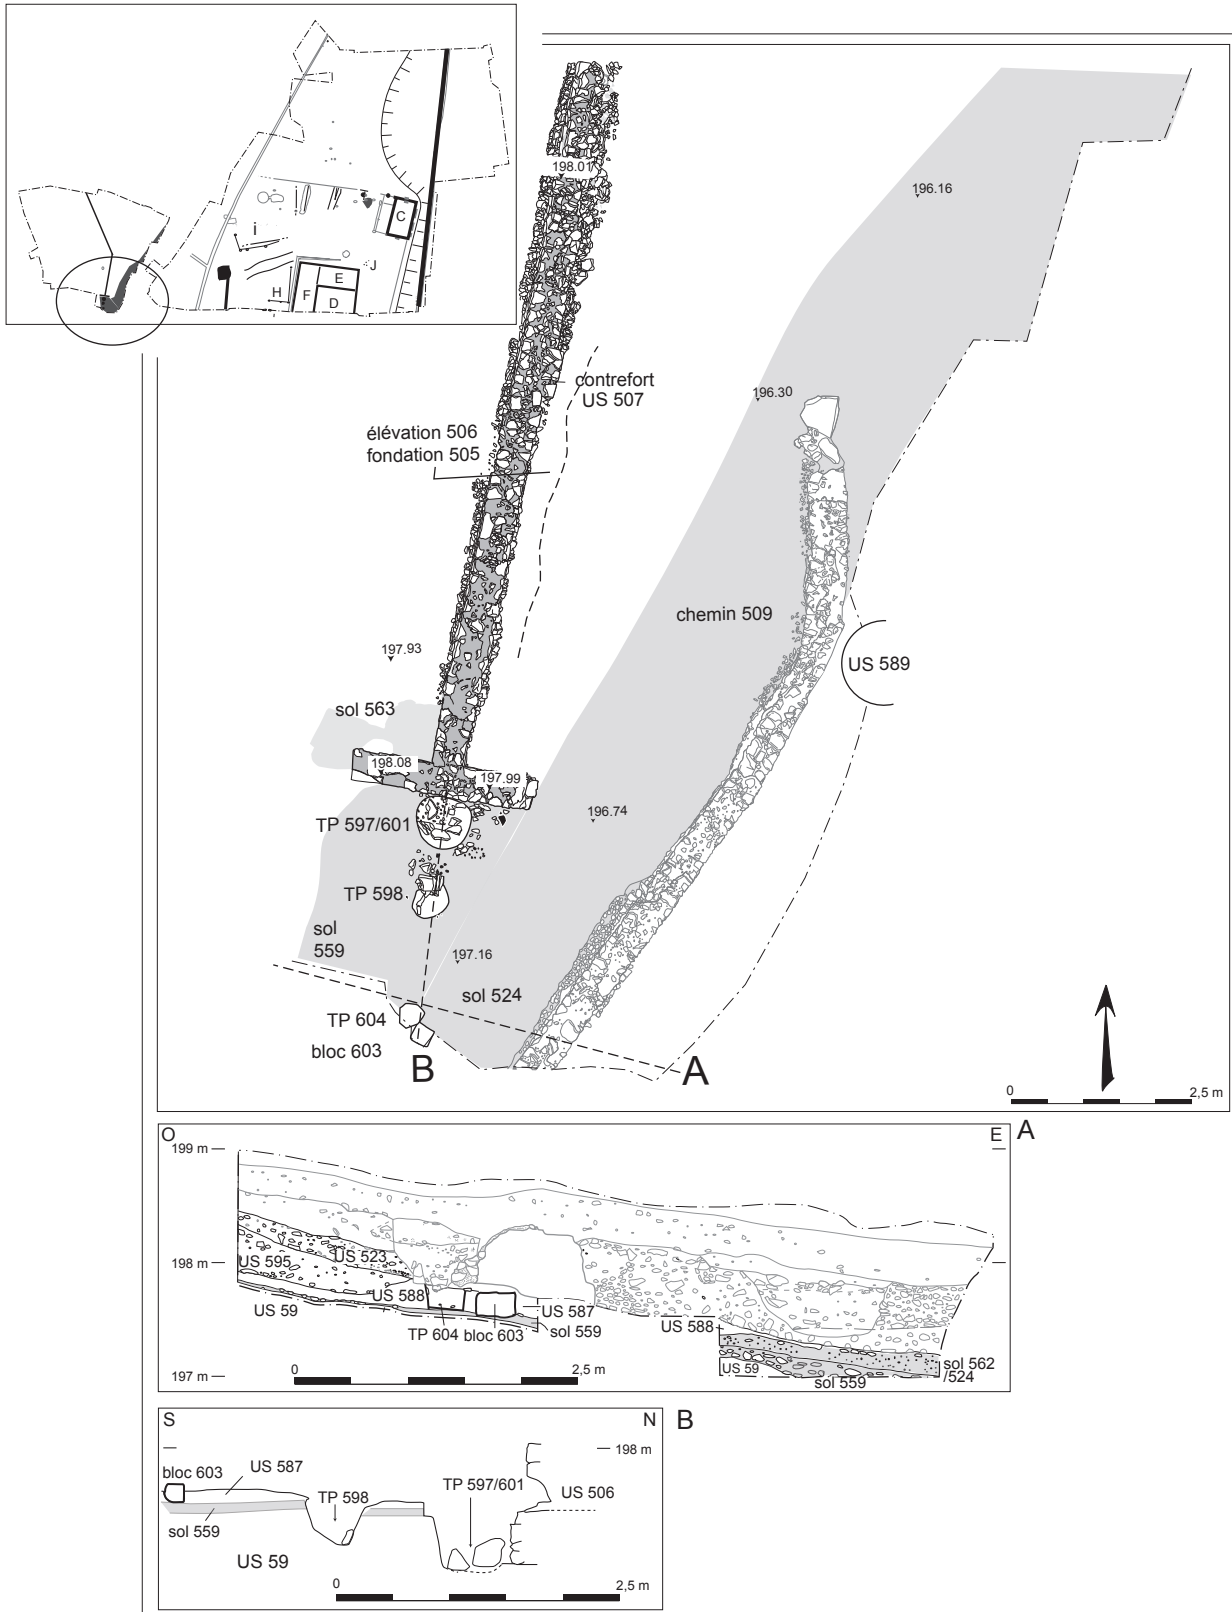 C
i
J
E
H
F
D
198.01
196.16
contrefort
US 507
196.30
élévation 506
fondation 505
chemin 509
197.93
US 589
sol 563
198.08
197.99
TP 597/601
196.74
TP 598
sol
559
197.16
sol 524
TP 604
bloc 603
B
A
0 2,5 m
A
O E
199 m
US 595
US 523
198 m
US 588
US 59
US 587
TP 604
bloc 603
sol 559
US 588
US 59
sol 559
sol 562
/524
197 m
0 2,5 m
B
S N
198 m
bloc 603
US 587
TP 598
TP 597/601
US 506
sol 559
US 59
0 2,5 m